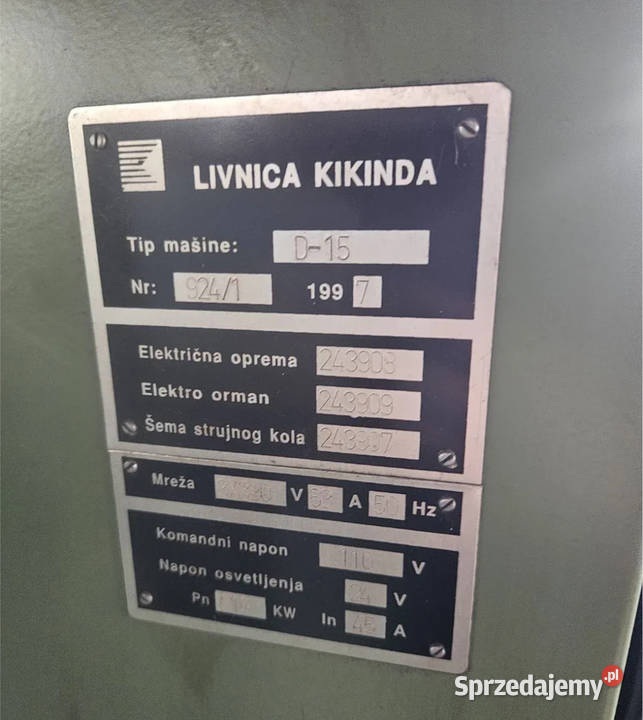 LIVNICA KIKINDA
Tip mašine: D-15
Nr: 924/1 1997
Električna oprema 243908
Elektro orman 243909
Šema strujnog kola 243907
Mreža V 63 A 50 Hz
Komandni napon 110 V
Napon osvetljenja 24 V
Pn KW In 45 A
Sprzedajemy.pl